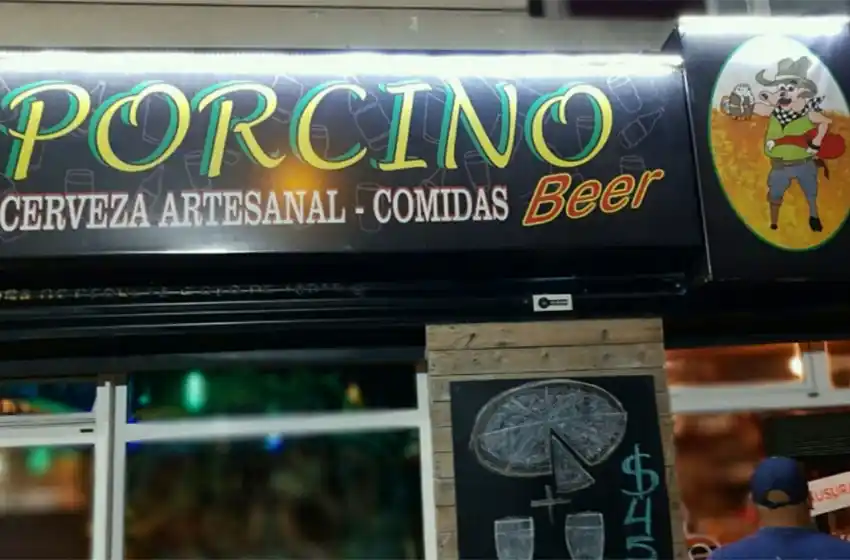 PORCINO
CERVEZA ARTESANAL - COMIDAS Beer
+
$45